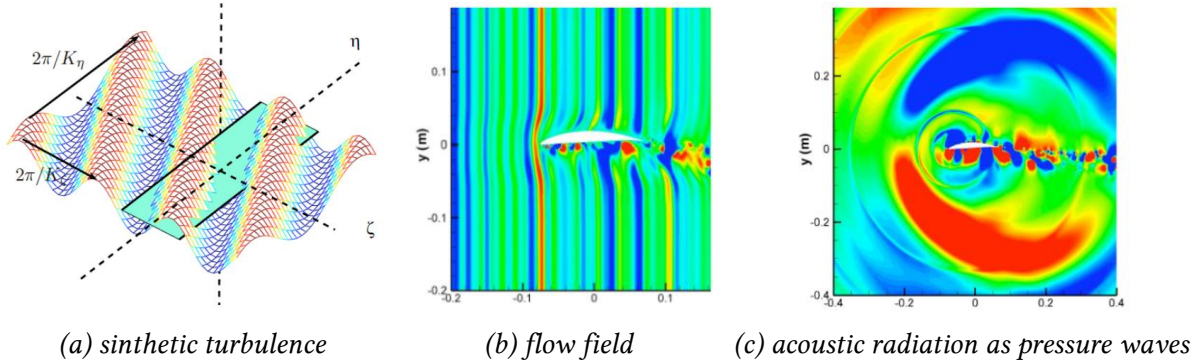 2π/K_η
η
2π/K_ζ
ζ
y (m)
0.1
0
-0.1
-0.2
-0.2
-0.1
0
0.1
y (m)
0.2
0
-0.2
-0.4
-0.4
-0.2
0
0.2
0.4
(a) sinthetic turbulence
(b) flow field
(c) acoustic radiation as pressure waves